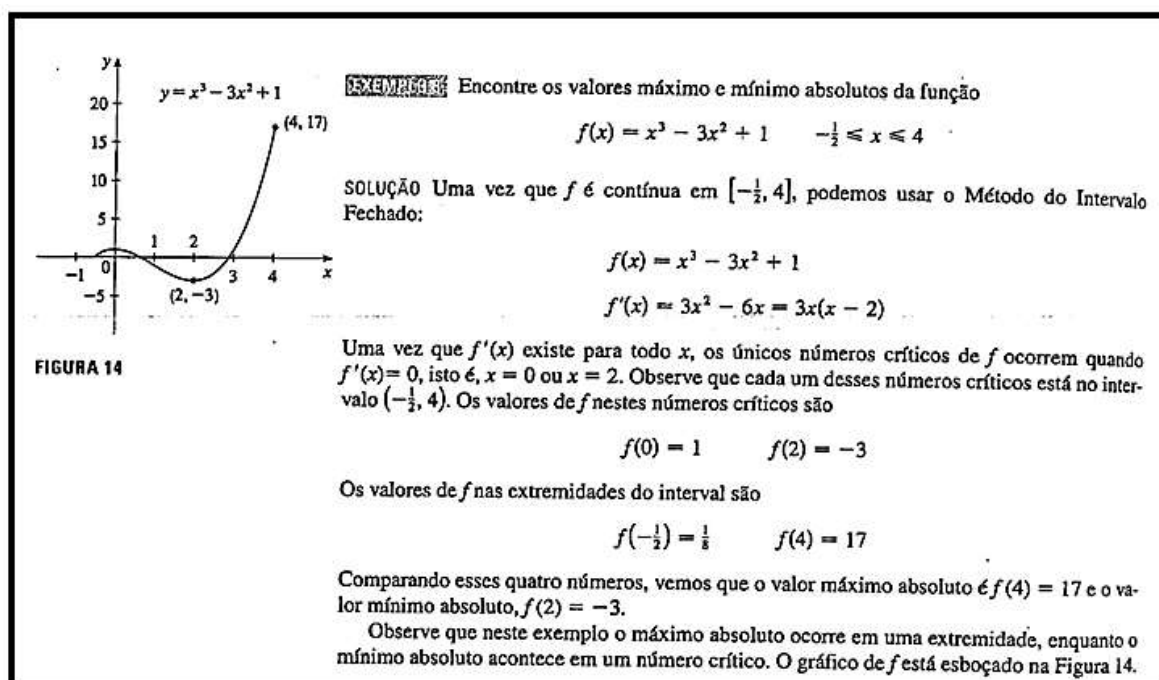 y
y = x³ − 3x² + 1
20
(4, 17)
15
10
5
1 2
−1 0 3 4 x
(2, −3)
−5
FIGURA 14
EXEMPLO 8 Encontre os valores máximo e mínimo absolutos da função
f(x) = x³ − 3x² + 1 −½ ≤ x ≤ 4
SOLUÇÃO Uma vez que f é contínua em [−½, 4], podemos usar o Método do Intervalo
Fechado:
f(x) = x³ − 3x² + 1
f′(x) = 3x² − 6x = 3x(x − 2)
Uma vez que f′(x) existe para todo x, os únicos números críticos de f ocorrem quando
f′(x) = 0, isto é, x = 0 ou x = 2. Observe que cada um desses números críticos está no inter-
valo (−½, 4). Os valores de f nestes números críticos são
f(0) = 1 f(2) = −3
Os valores de f nas extremidades do interval são
f(−½) = ⅛ f(4) = 17
Comparando esses quatro números, vemos que o valor máximo absoluto é f(4) = 17 e o va-
lor mínimo absoluto, f(2) = −3.
Observe que neste exemplo o máximo absoluto ocorre em uma extremidade, enquanto o
mínimo absoluto acontece em um número crítico. O gráfico de f está esboçado na Figura 14.